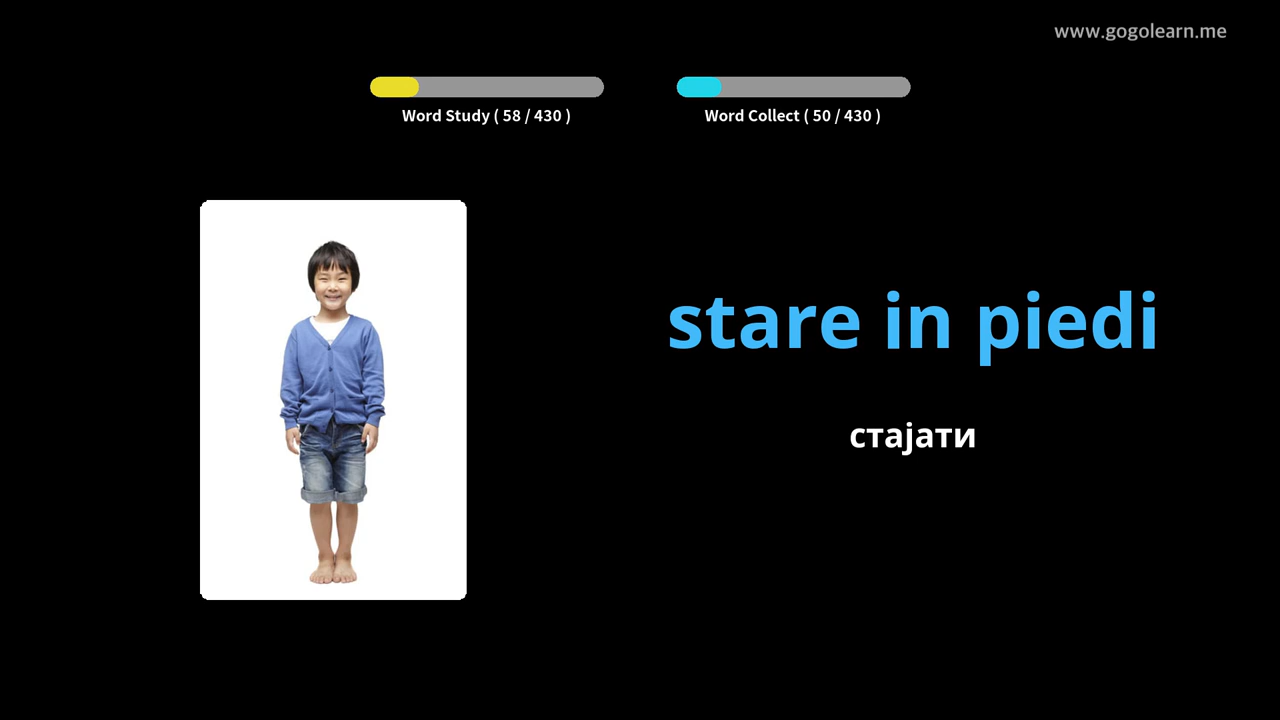 www.gogolearn.me
Word Study ( 58 / 430 )
Word Collect ( 50 / 430 )
stare in piedi
стајати